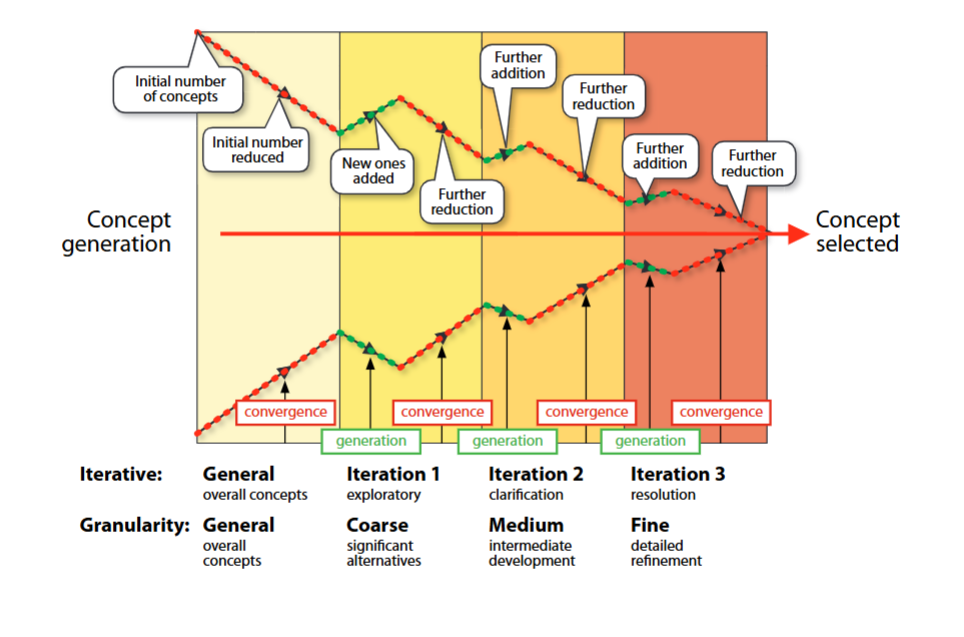 Initial number
of concepts
Initial number
reduced
New ones
added
Further
reduction
Further
addition
Further
reduction
Further
addition
Further
reduction
Concept
generation
Concept
selected
convergence
convergence
convergence
convergence
generation
generation
generation
Iterative: General Iteration 1 Iteration 2 Iteration 3
overall concepts exploratory clarification resolution
Granularity: General Coarse Medium Fine
overall significant intermediate detailed
concepts alternatives development refinement